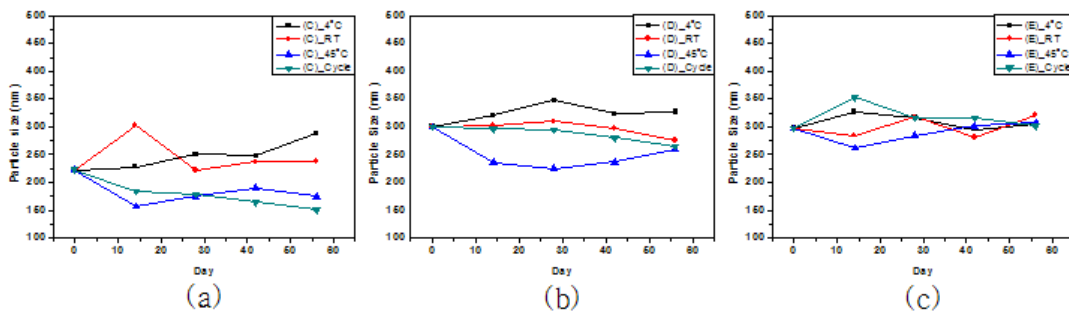 500
450
400
350
300
250
200
150
100
Particle size (nm)
0 10 20 30 40 50 60
Day
(C)_4°C
(C)_RT
(C)_45°C
(C)_Cycle
(a)
500
450
400
350
300
250
200
150
100
Particle Size (nm)
0 10 20 30 40 50 60
Day
(D)_4°C
(D)_RT
(D)_45°C
(D)_Cycle
(b)
500
450
400
350
300
250
200
150
100
Particle Size (nm)
0 10 20 30 40 50 60
Day
(E)_4°C
(E)_RT
(E)_45°C
(E)_Cycle
(c)